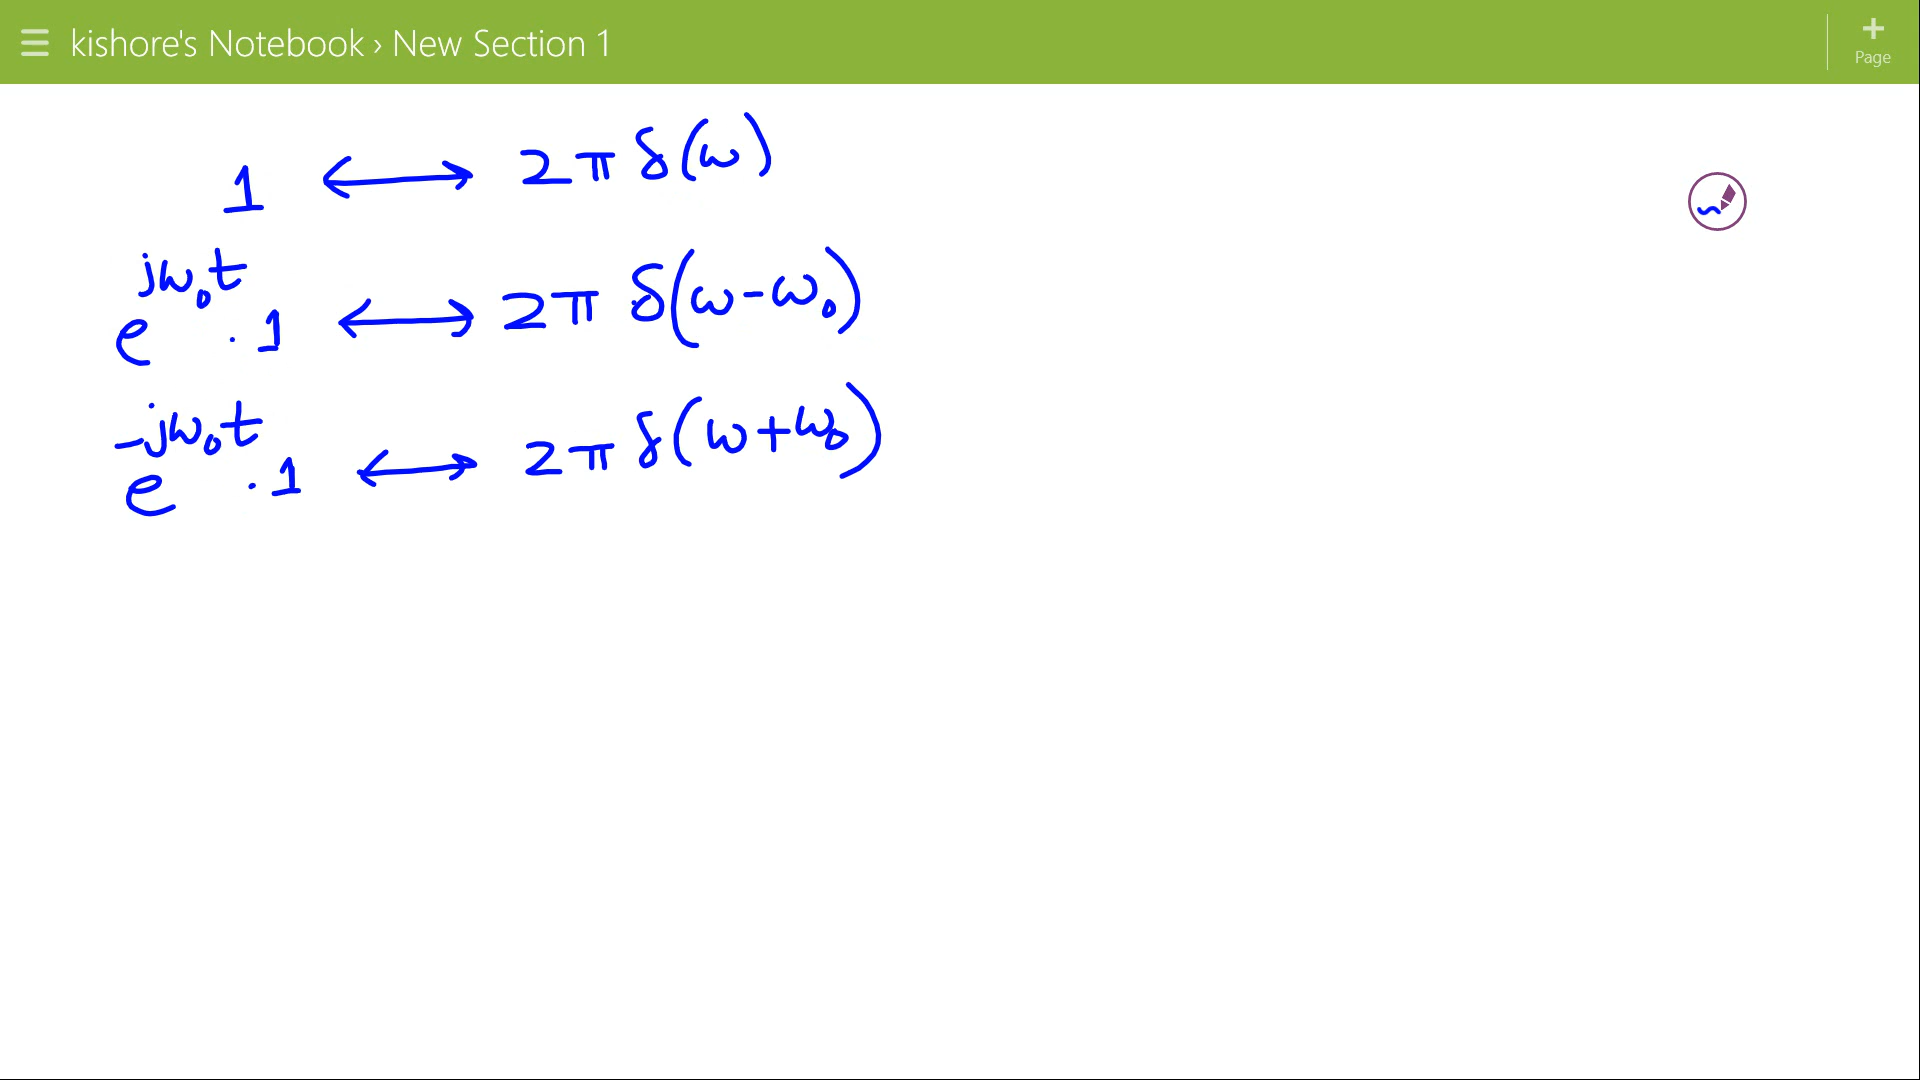 kishore's Notebook › New Section 1
+
Page
1 ⟷ 2π δ(ω)
e^{jω₀t} · 1 ⟷ 2π δ(ω-ω₀)
e^{-jω₀t} · 1 ⟷ 2π δ(ω+ω₀)